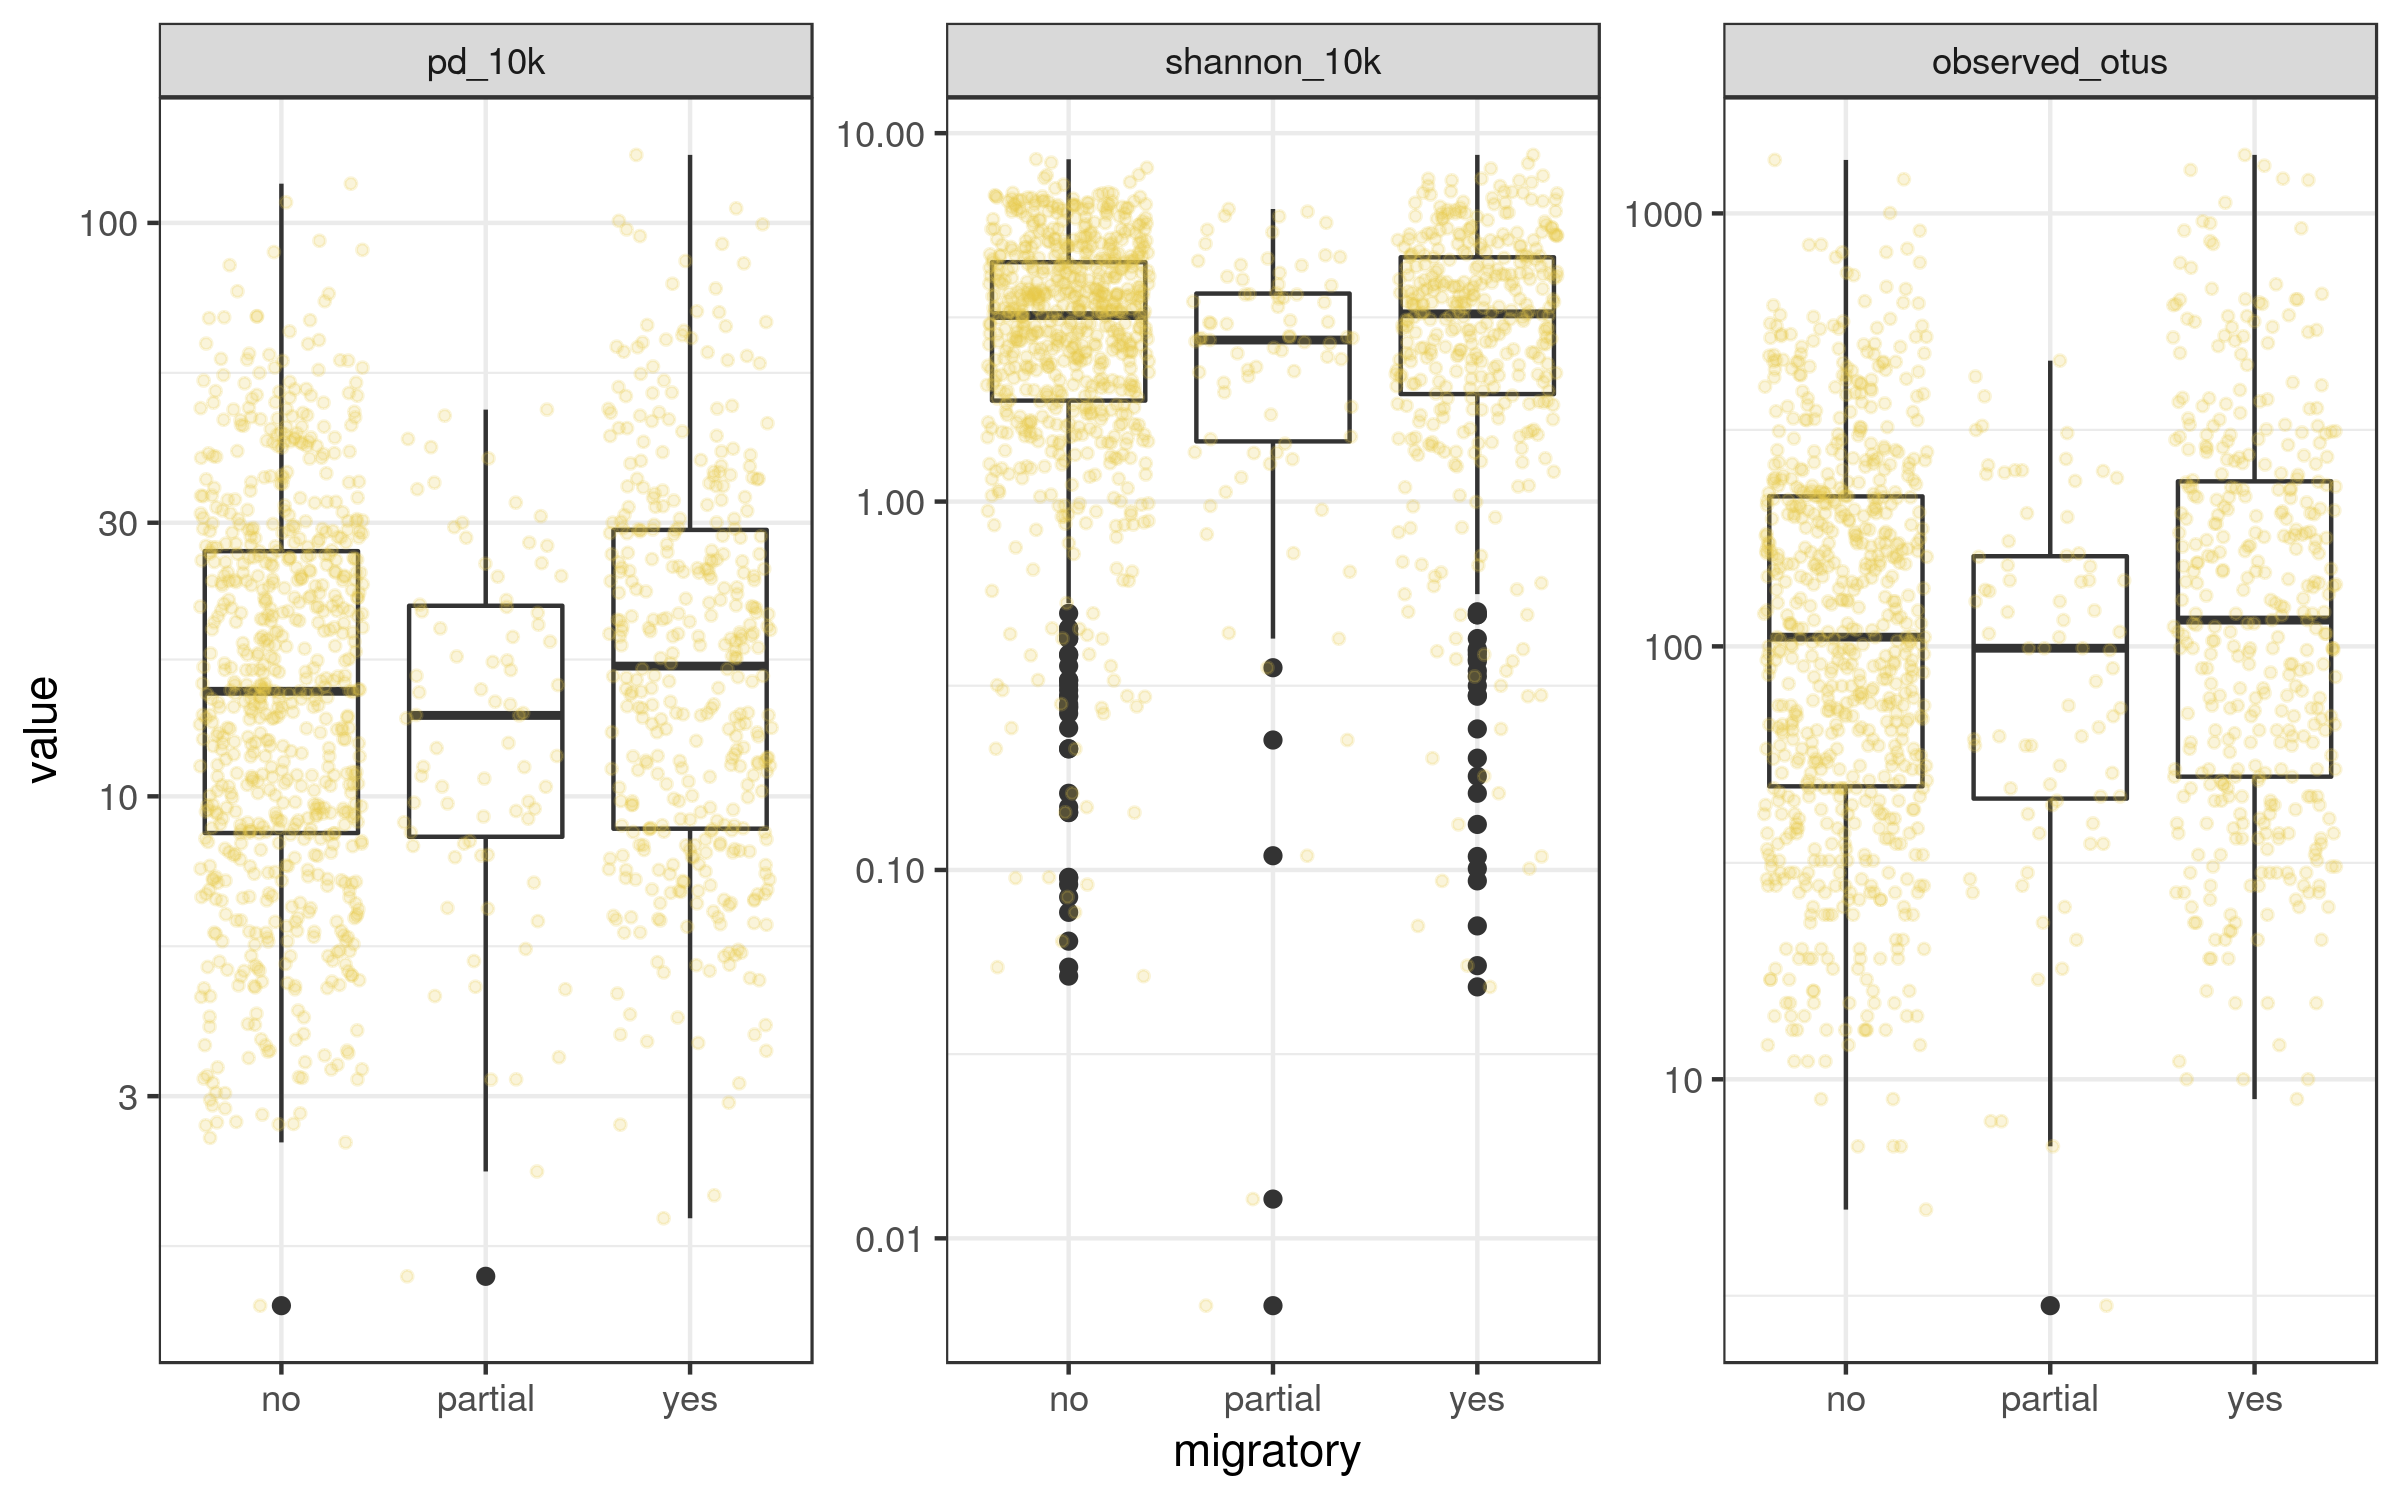 pd_10k
shannon_10k
observed_otus
value
100
30
10
3
10.00
1.00
0.10
0.01
1000
100
10
no
partial
yes
no
partial
yes
no
partial
yes
migratory